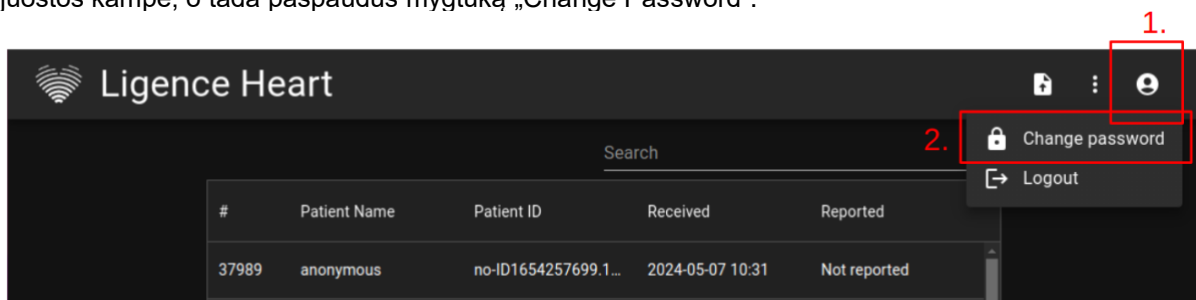 juostos kampe, o tada paspaudus mygtuką „Change Password“.
1.
Ligence Heart
2.
Change password
Search
Logout
# Patient Name Patient ID Received Reported
37989 anonymous no-ID1654257699.1... 2024-05-07 10:31 Not reported